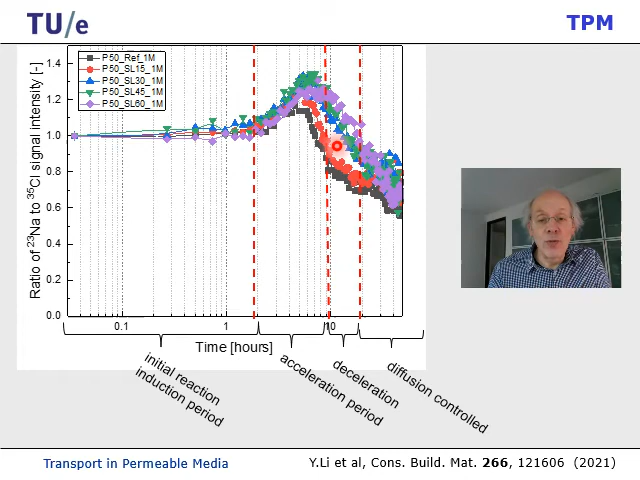 TU/e
TPM
P50_Ref_1M
P50_SL15_1M
P50_SL30_1M
P50_SL45_1M
P50_SL60_1M
Ratio of ²³Na to ³⁵Cl signal intensity [-]
1.4
1.2
1.0
0.8
0.6
0.4
0.2
0.0
0.1
1
10
Time [hours]
initial reaction
induction period
acceleration period
deceleration
diffusion controlled
Transport in Permeable Media
Y.Li et al, Cons. Build. Mat. 266, 121606 (2021)